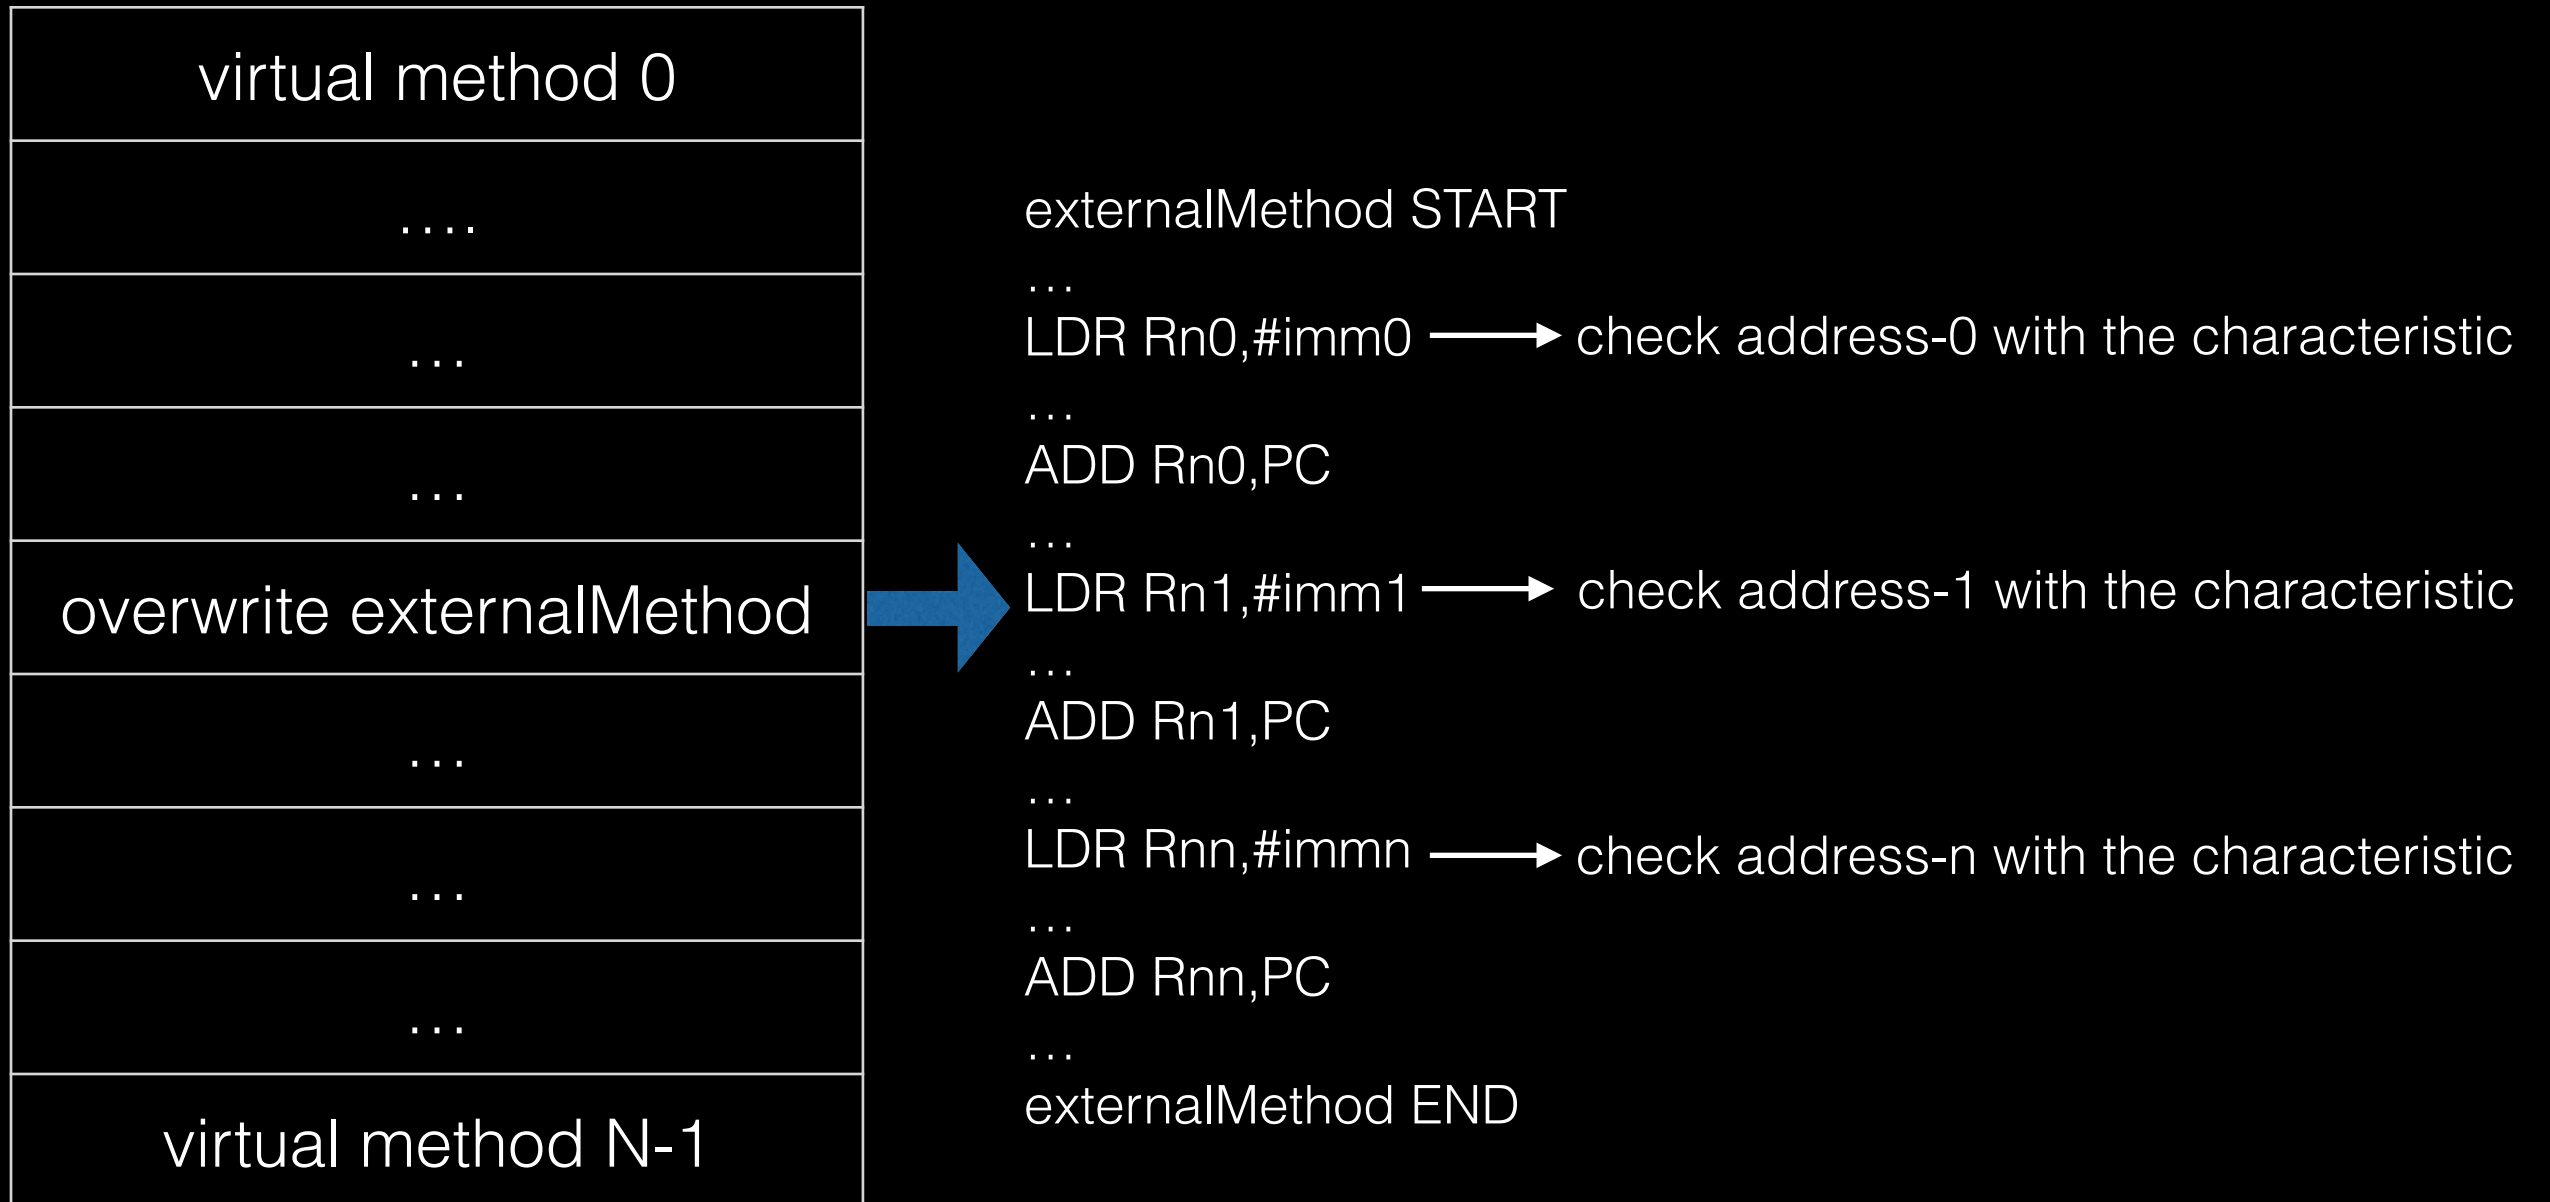 virtual method 0
....
...
...
overwrite externalMethod
...
...
...
virtual method N-1
externalMethod START
...
LDR Rn0,#imm0
check address-0 with the characteristic
...
ADD Rn0,PC
...
LDR Rn1,#imm1
check address-1 with the characteristic
...
ADD Rn1,PC
...
LDR Rnn,#immn
check address-n with the characteristic
...
ADD Rnn,PC
...
externalMethod END